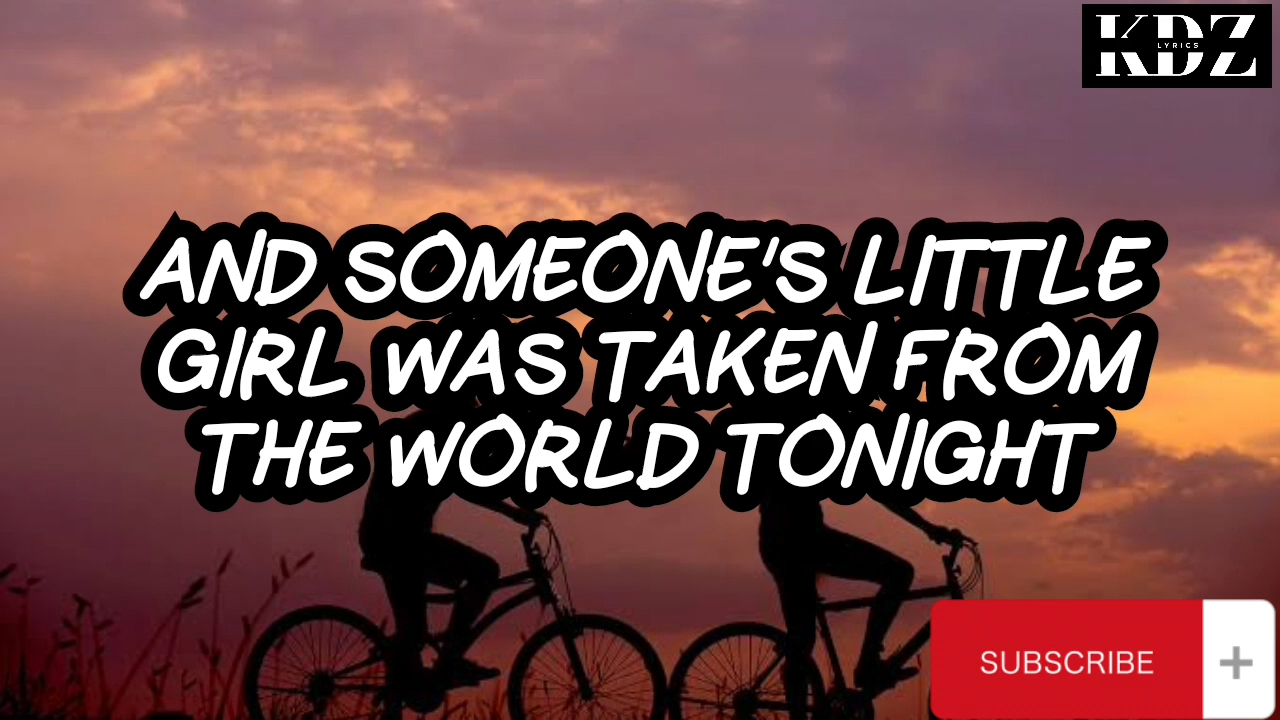 KDZ
LYRICS
AND SOMEONE'S LITTLE
GIRL WAS TAKEN FROM
THE WORLD TONIGHT
SUBSCRIBE +